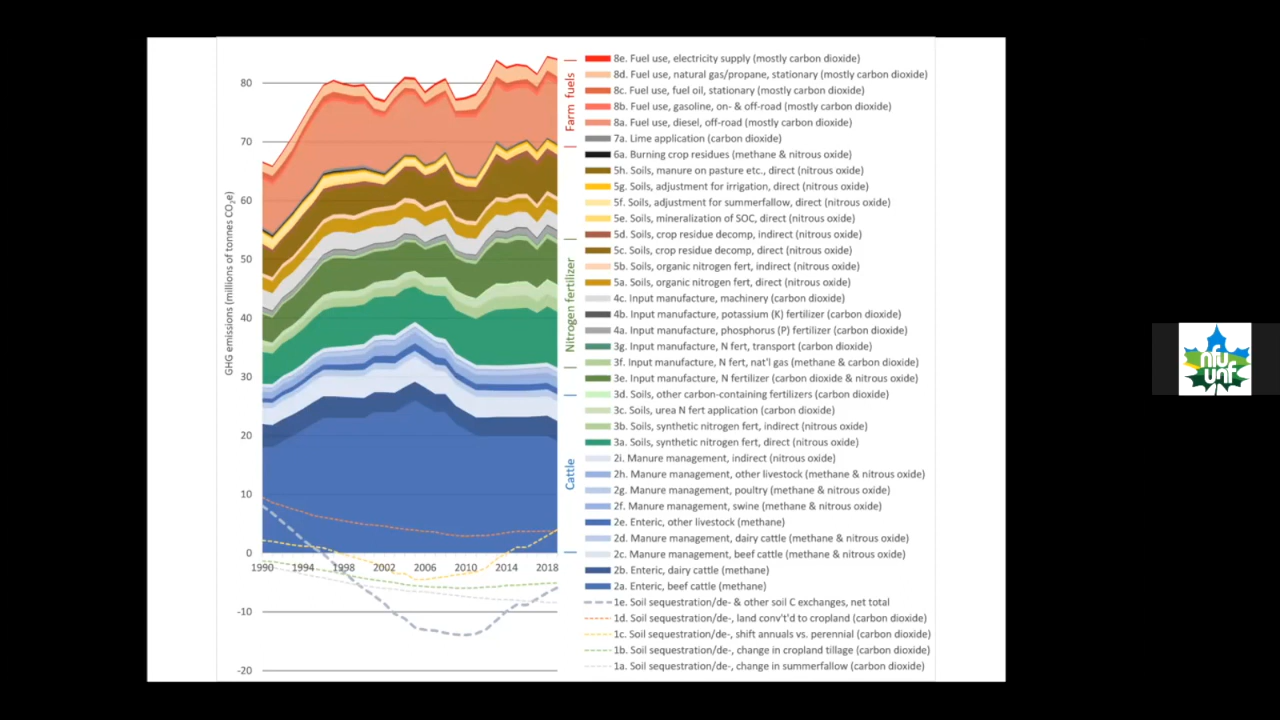 GHG emissions (millions of tonnes CO2e)
80
70
60
50
40
30
20
10
0
-10
-20
1990 1994 1998 2002 2006 2010 2014 2018
Farm fuels
Nitrogen fertilizer
Cattle
8e. Fuel use, electricity supply (mostly carbon dioxide)
8d. Fuel use, natural gas/propane, stationary (mostly carbon dioxide)
8c. Fuel use, fuel oil, stationary (mostly carbon dioxide)
8b. Fuel use, gasoline, on- & off-road (mostly carbon dioxide)
8a. Fuel use, diesel, off-road (mostly carbon dioxide)
7a. Lime application (carbon dioxide)
6a. Burning crop residues (methane & nitrous oxide)
5h. Soils, manure on pasture etc., direct (nitrous oxide)
5g. Soils, adjustment for irrigation, direct (nitrous oxide)
5f. Soils, adjustment for summerfallow, direct (nitrous oxide)
5e. Soils, mineralization of SOC, direct (nitrous oxide)
5d. Soils, crop residue decomp, indirect (nitrous oxide)
5c. Soils, crop residue decomp, direct (nitrous oxide)
5b. Soils, organic nitrogen fert, indirect (nitrous oxide)
5a. Soils, organic nitrogen fert, direct (nitrous oxide)
4c. Input manufacture, machinery (carbon dioxide)
4b. Input manufacture, potassium (K) fertilizer (carbon dioxide)
4a. Input manufacture, phosphorus (P) fertilizer (carbon dioxide)
3g. Input manufacture, N fert, transport (carbon dioxide)
3f. Input manufacture, N fert, nat'l gas (methane & carbon dioxide)
3e. Input manufacture, N fertilizer (carbon dioxide & nitrous oxide)
3d. Soils, other carbon-containing fertilizers (carbon dioxide)
3c. Soils, urea N fert application (carbon dioxide)
3b. Soils, synthetic nitrogen fert, indirect (nitrous oxide)
3a. Soils, synthetic nitrogen fert, direct (nitrous oxide)
2i. Manure management, indirect (nitrous oxide)
2h. Manure management, other livestock (methane & nitrous oxide)
2g. Manure management, poultry (methane & nitrous oxide)
2f. Manure management, swine (methane & nitrous oxide)
2e. Enteric, other livestock (methane)
2d. Manure management, dairy cattle (methane & nitrous oxide)
2c. Manure management, beef cattle (methane & nitrous oxide)
2b. Enteric, dairy cattle (methane)
2a. Enteric, beef cattle (methane)
1e. Soil sequestration/de- & other soil C exchanges, net total
1d. Soil sequestration/de-, land conv't'd to cropland (carbon dioxide)
1c. Soil sequestration/de-, shift annuals vs. perennial (carbon dioxide)
1b. Soil sequestration/de-, change in cropland tillage (carbon dioxide)
1a. Soil sequestration/de-, change in summerfallow (carbon dioxide)
nfu
unf